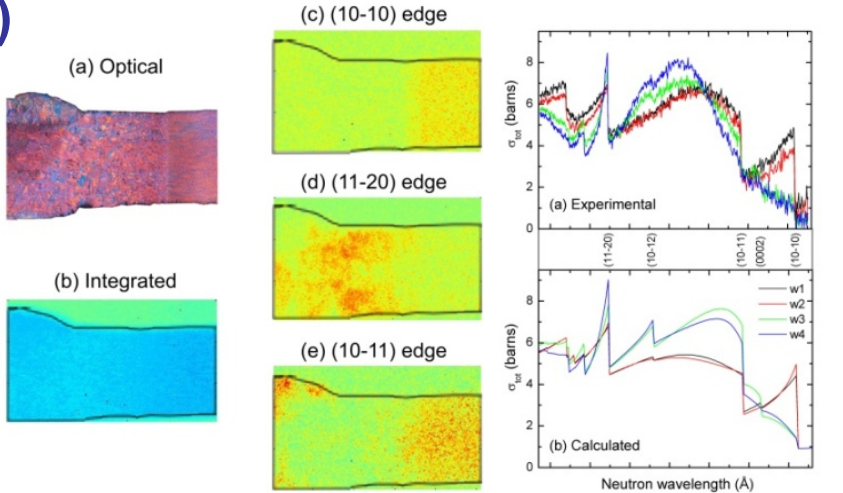 )
(a) Optical
(b) Integrated
(c) (10-10) edge
(d) (11-20) edge
(e) (10-11) edge
8
6
4
2
0
σtot (barns)
(a) Experimental
(11-20)
(10-12)
(10-11)
(0002)
(10-10)
8
6
4
2
0
σtot (barns)
w1
w2
w3
w4
(b) Calculated
Neutron wavelength (Å)